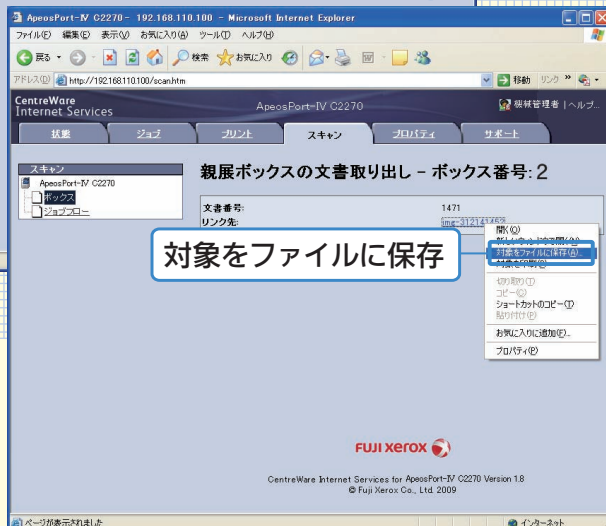 ApeosPort-IV C2270 - 192.168.110.100 - Microsoft Internet Explorer
ファイル(F) 編集(E) 表示(V) お気に入り(A) ツール(T) ヘルプ(H)
戻る 検索 お気に入り
アドレス(D) http://192.168.110.100/scan.htm 移動 リンク »
CentreWare
Internet Services
ApeosPort-IV C2270
機械管理者 | ヘルプ...
状態 ジョブ プリント スキャン プロパティ サポート
スキャン
ApeosPort-IV C2270
ボックス
ジョブフロー
親展ボックスの文書取り出し - ボックス番号: 2
文書番号: 1471
リンク先: img-312141452
開く(O)
対象をファイルに保存(A)...
対象をファイルに保存
切り取り(T)
コピー(C)
ショートカットのコピー(T)
貼り付け(P)
お気に入りに追加(F)...
プロパティ(R)
FUJI XEROX
CentreWare Internet Services for ApeosPort-IV C2270 Version 1.8
© Fuji Xerox Co., Ltd. 2009
ページが表示されました インターネット